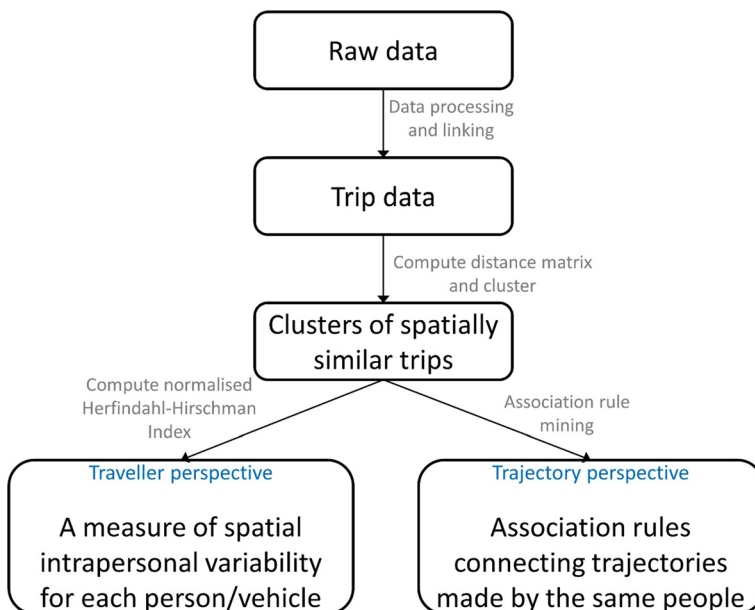 Raw data
Data processing
and linking
Trip data
Compute distance matrix
and cluster
Clusters of spatially
similar trips
Compute normalised
Herfindahl-Hirschman
Index
Association rule
mining
Traveller perspective
A measure of spatial
intrapersonal variability
for each person/vehicle
Trajectory perspective
Association rules
connecting trajectories
made by the same people